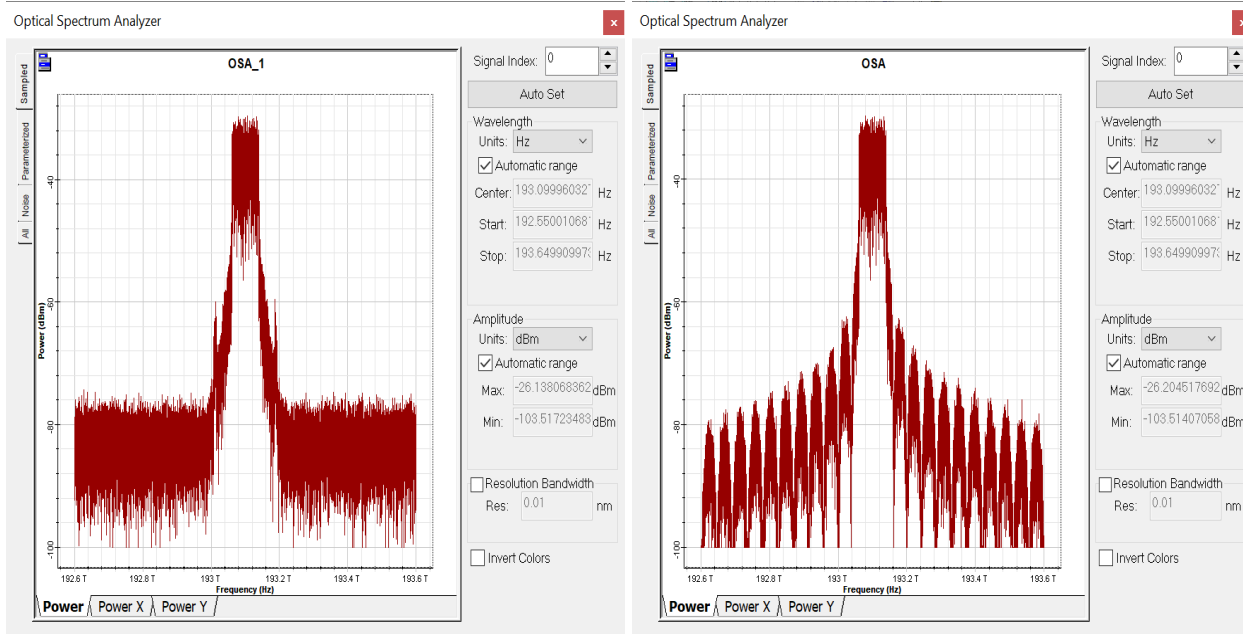 Optical Spectrum Analyzer
x
OSA_1
Sampled
Parameterized
Noise
All
Power (dBm)
-40
-60
-80
-100
192.6 T 192.8 T 193 T 193.2 T 193.4 T 193.6 T
Frequency (Hz)
Power Power X Power Y
Signal Index: 0
Auto Set
Wavelength
Units: Hz
Automatic range
Center: 193.09996032 Hz
Start: 192.55001068 Hz
Stop: 193.64990997 Hz
Amplitude
Units: dBm
Automatic range
Max: -26.138068362 dBm
Min: -103.51723483 dBm
Resolution Bandwidth
Res: 0.01 nm
Invert Colors
Optical Spectrum Analyzer
x
OSA
Sampled
Parameterized
Noise
All
Power (dBm)
-40
-60
-80
-100
192.6 T 192.8 T 193 T 193.2 T 193.4 T 193.6 T
Frequency (Hz)
Power Power X Power Y
Signal Index: 0
Auto Set
Wavelength
Units: Hz
Automatic range
Center: 193.09996032 Hz
Start: 192.55001068 Hz
Stop: 193.64990997 Hz
Amplitude
Units: dBm
Automatic range
Max: -26.204517692 dBm
Min: -103.51407058 dBm
Resolution Bandwidth
Res: 0.01 nm
Invert Colors